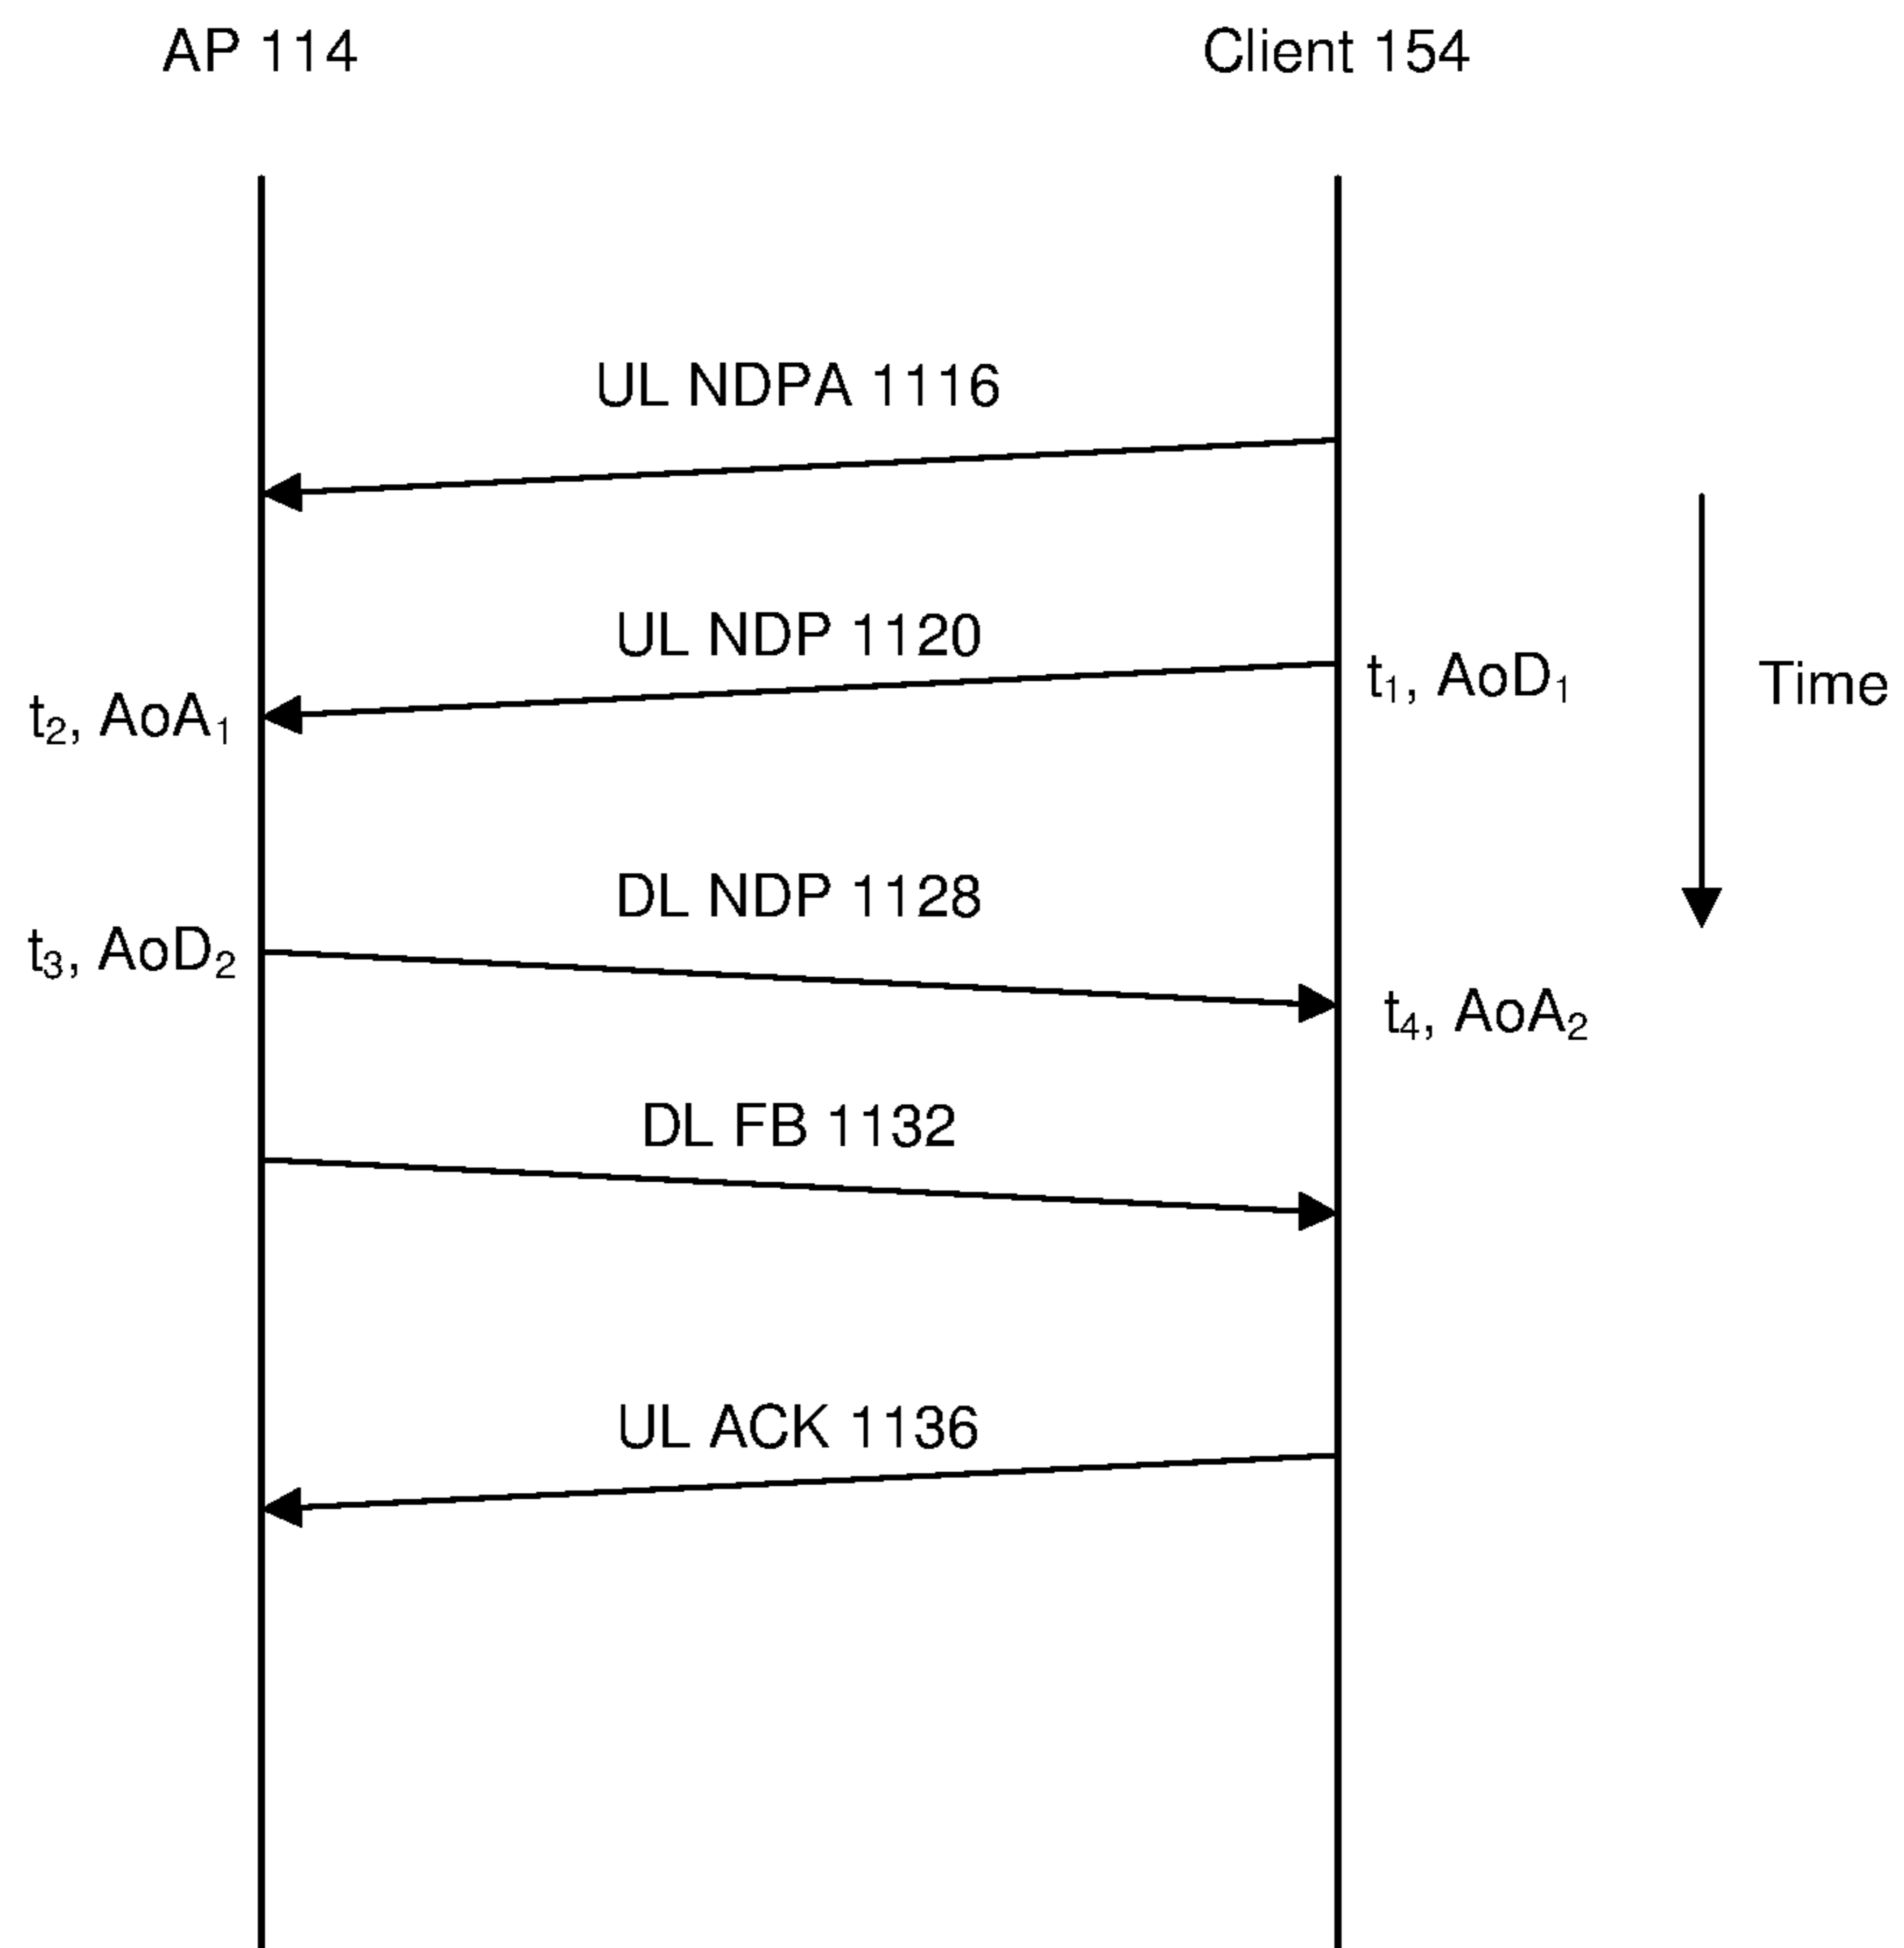 AP 114
Client 154
UL NDPA 1116
UL NDP 1120
t₁, AoD₁
Time
t₂, AoA₁
DL NDP 1128
t₃, AoD₂
t₄, AoA₂
DL FB 1132
UL ACK 1136